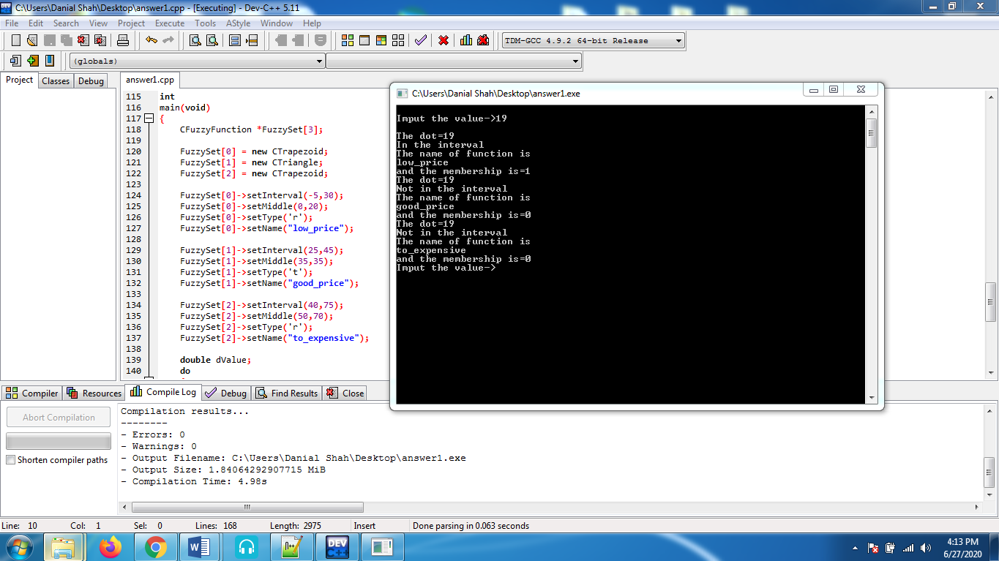 C:\Users\Danial Shah\Desktop\answer1.cpp - [Executing] - Dev-C++ 5.11
File Edit Search View Project Execute Tools AStyle Window Help
TDM-GCC 4.9.2 64-bit Release
(globals)
Project Classes Debug
answer1.cpp
115 int
116 main(void)
117 {
118 CFuzzyFunction *FuzzySet[3];
119
120 FuzzySet[0] = new CTrapezoid;
121 FuzzySet[1] = new CTriangle;
122 FuzzySet[2] = new CTrapezoid;
123
124 FuzzySet[0]->setInterval(-5,30);
125 FuzzySet[0]->setMiddle(0,20);
126 FuzzySet[0]->setType('r');
127 FuzzySet[0]->setName("low_price");
128
129 FuzzySet[1]->setInterval(25,45);
130 FuzzySet[1]->setMiddle(35,35);
131 FuzzySet[1]->setType('t');
132 FuzzySet[1]->setName("good_price");
133
134 FuzzySet[2]->setInterval(40,75);
135 FuzzySet[2]->setMiddle(50,70);
136 FuzzySet[2]->setType('r');
137 FuzzySet[2]->setName("to_expensive");
138
139 double dValue;
140 do
C:\Users\Danial Shah\Desktop\answer1.exe
Imput the value->19
The dot=19
In the interval
The name of function is
low_price
and the membership is=1
The dot=19
Not in the interval
The name of function is
good_price
and the membership is=0
The dot=19
Not in the interval
The name of function is
to_expensive
and the membership is=0
Imput the value->
Compiler Resources Compile Log Debug Find Results Close
Abort Compilation
Shorten compiler paths
Compilation results...
--------
- Errors: 0
- Warnings: 0
- Output Filename: C:\Users\Danial Shah\Desktop\answer1.exe
- Output Size: 1.84064292907715 MiB
- Compilation Time: 4.98s
Line: 10 Col: 1 Sel: 0 Lines: 168 Length: 2975 Insert Done parsing in 0.063 seconds
DEV C++
4:13 PM
6/27/2020